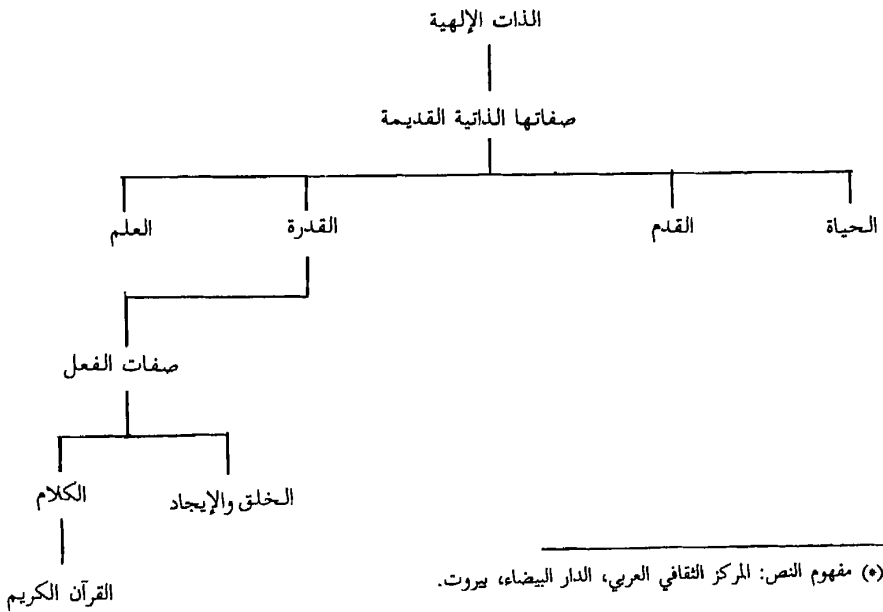 الذات الإلهية
صفاتها الذاتية القديمة
الحياة القدم القدرة العلم
صفات الفعل
الخلق والإيجاد الكلام
القرآن الكريم
(*) مفهوم النص: المركز الثقافي العربي، الدار البيضاء، بيروت.